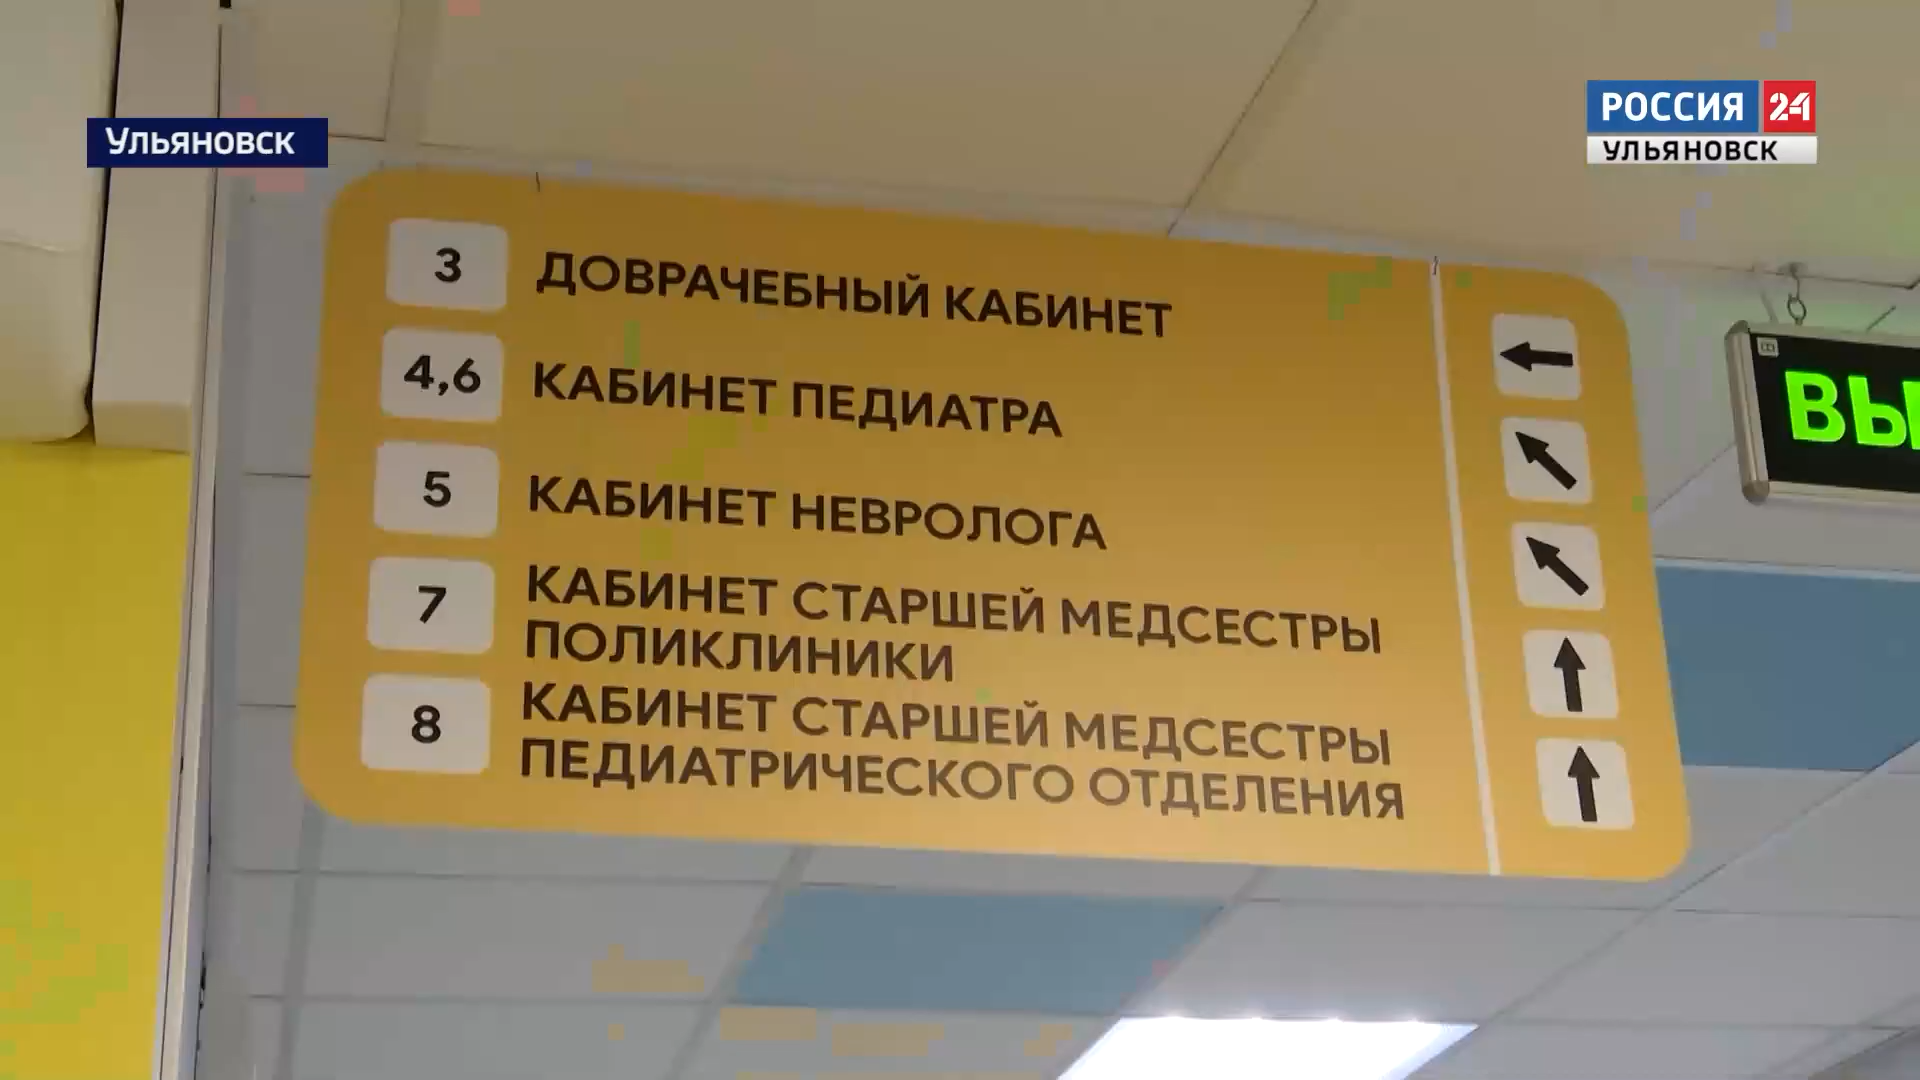 Ульяновск
РОССИЯ 24
УЛЬЯНОВСК
3 ДОВРАЧЕБНЫЙ КАБИНЕТ
4,6 КАБИНЕТ ПЕДИАТРА
5 КАБИНЕТ НЕВРОЛОГА
7 КАБИНЕТ СТАРШЕЙ МЕДСЕСТРЫ
ПОЛИКЛИНИКИ
8 КАБИНЕТ СТАРШЕЙ МЕДСЕСТРЫ
ПЕДИАТРИЧЕСКОГО ОТДЕЛЕНИЯ